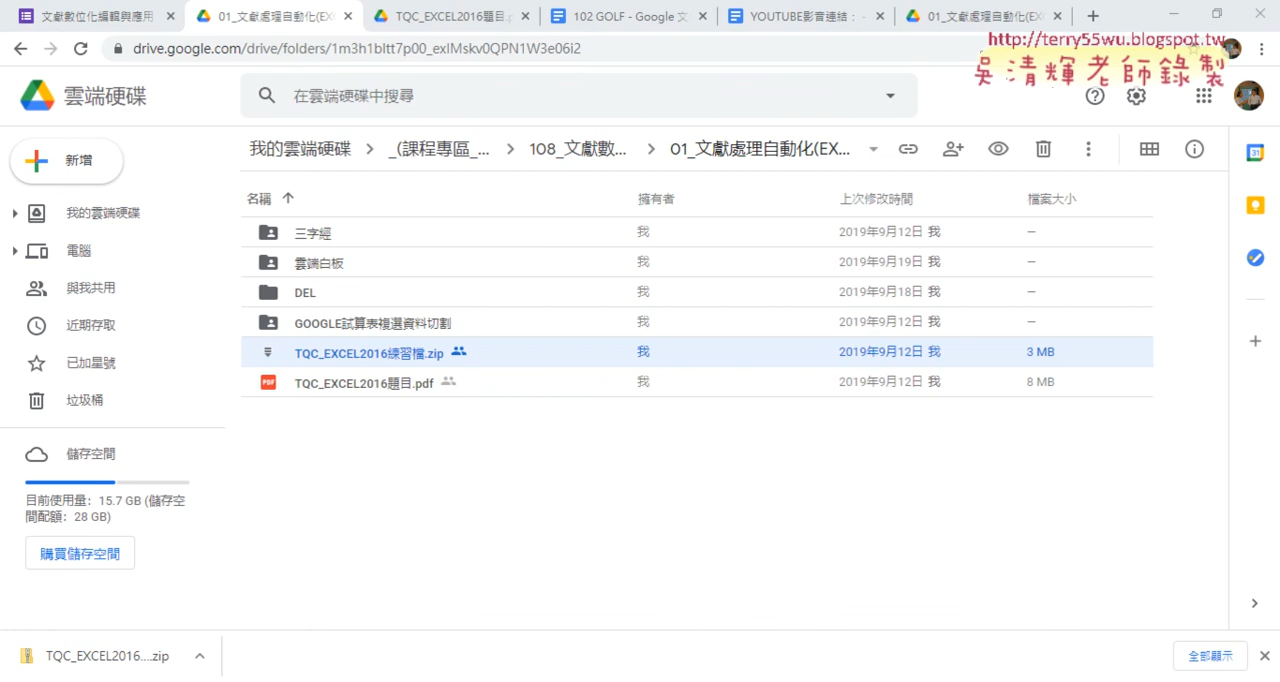 文獻數位化編輯與應用
01_文獻處理自動化(EX
TQC_EXCEL2016題目.p
102 GOLF - Google 文
YOUTUBE影音連結：
01_文獻處理自動化(EX
drive.google.com/drive/folders/1m3h1bltt7p00_exIMskv0QPN1W3e06i2
http://terry55wu.blogspot.tw
吳清輝老師錄製
雲端硬碟
在雲端硬碟中搜尋
新增
我的雲端硬碟
電腦
與我共用
近期存取
已加星號
垃圾桶
儲存空間
目前使用量：15.7 GB (儲存空
間配額：28 GB)
購買儲存空間
我的雲端硬碟 > _(課程專區_... > 108_文獻數... > 01_文獻處理自動化(EX...
名稱 擁有者 上次修改時間 檔案大小
三字經 我 2019年9月12日 我 —
雲端白板 我 2019年9月19日 我 —
DEL 我 2019年9月18日 我 —
GOOGLE試算表複選資料切割 我 2019年9月12日 我 —
TQC_EXCEL2016練習檔.zip 我 2019年9月12日 我 3 MB
PDF TQC_EXCEL2016題目.pdf 我 2019年9月12日 我 8 MB
31
TQC_EXCEL2016....zip
全部顯示